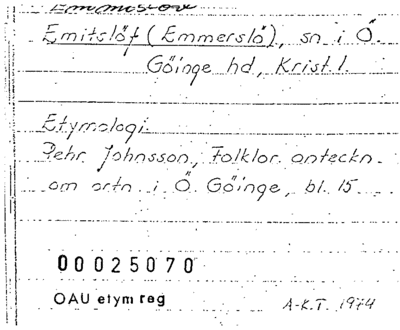 Emitslöf (Emmerslö), sn i Ö.
Göinge hd, Krist. l.
Etymologi
Pehr Johnsson, Folklor. anteckn.
om ortn. i Ö. Göinge, bl. 15.
00025070
OAU etym reg
A-K.T. 1974